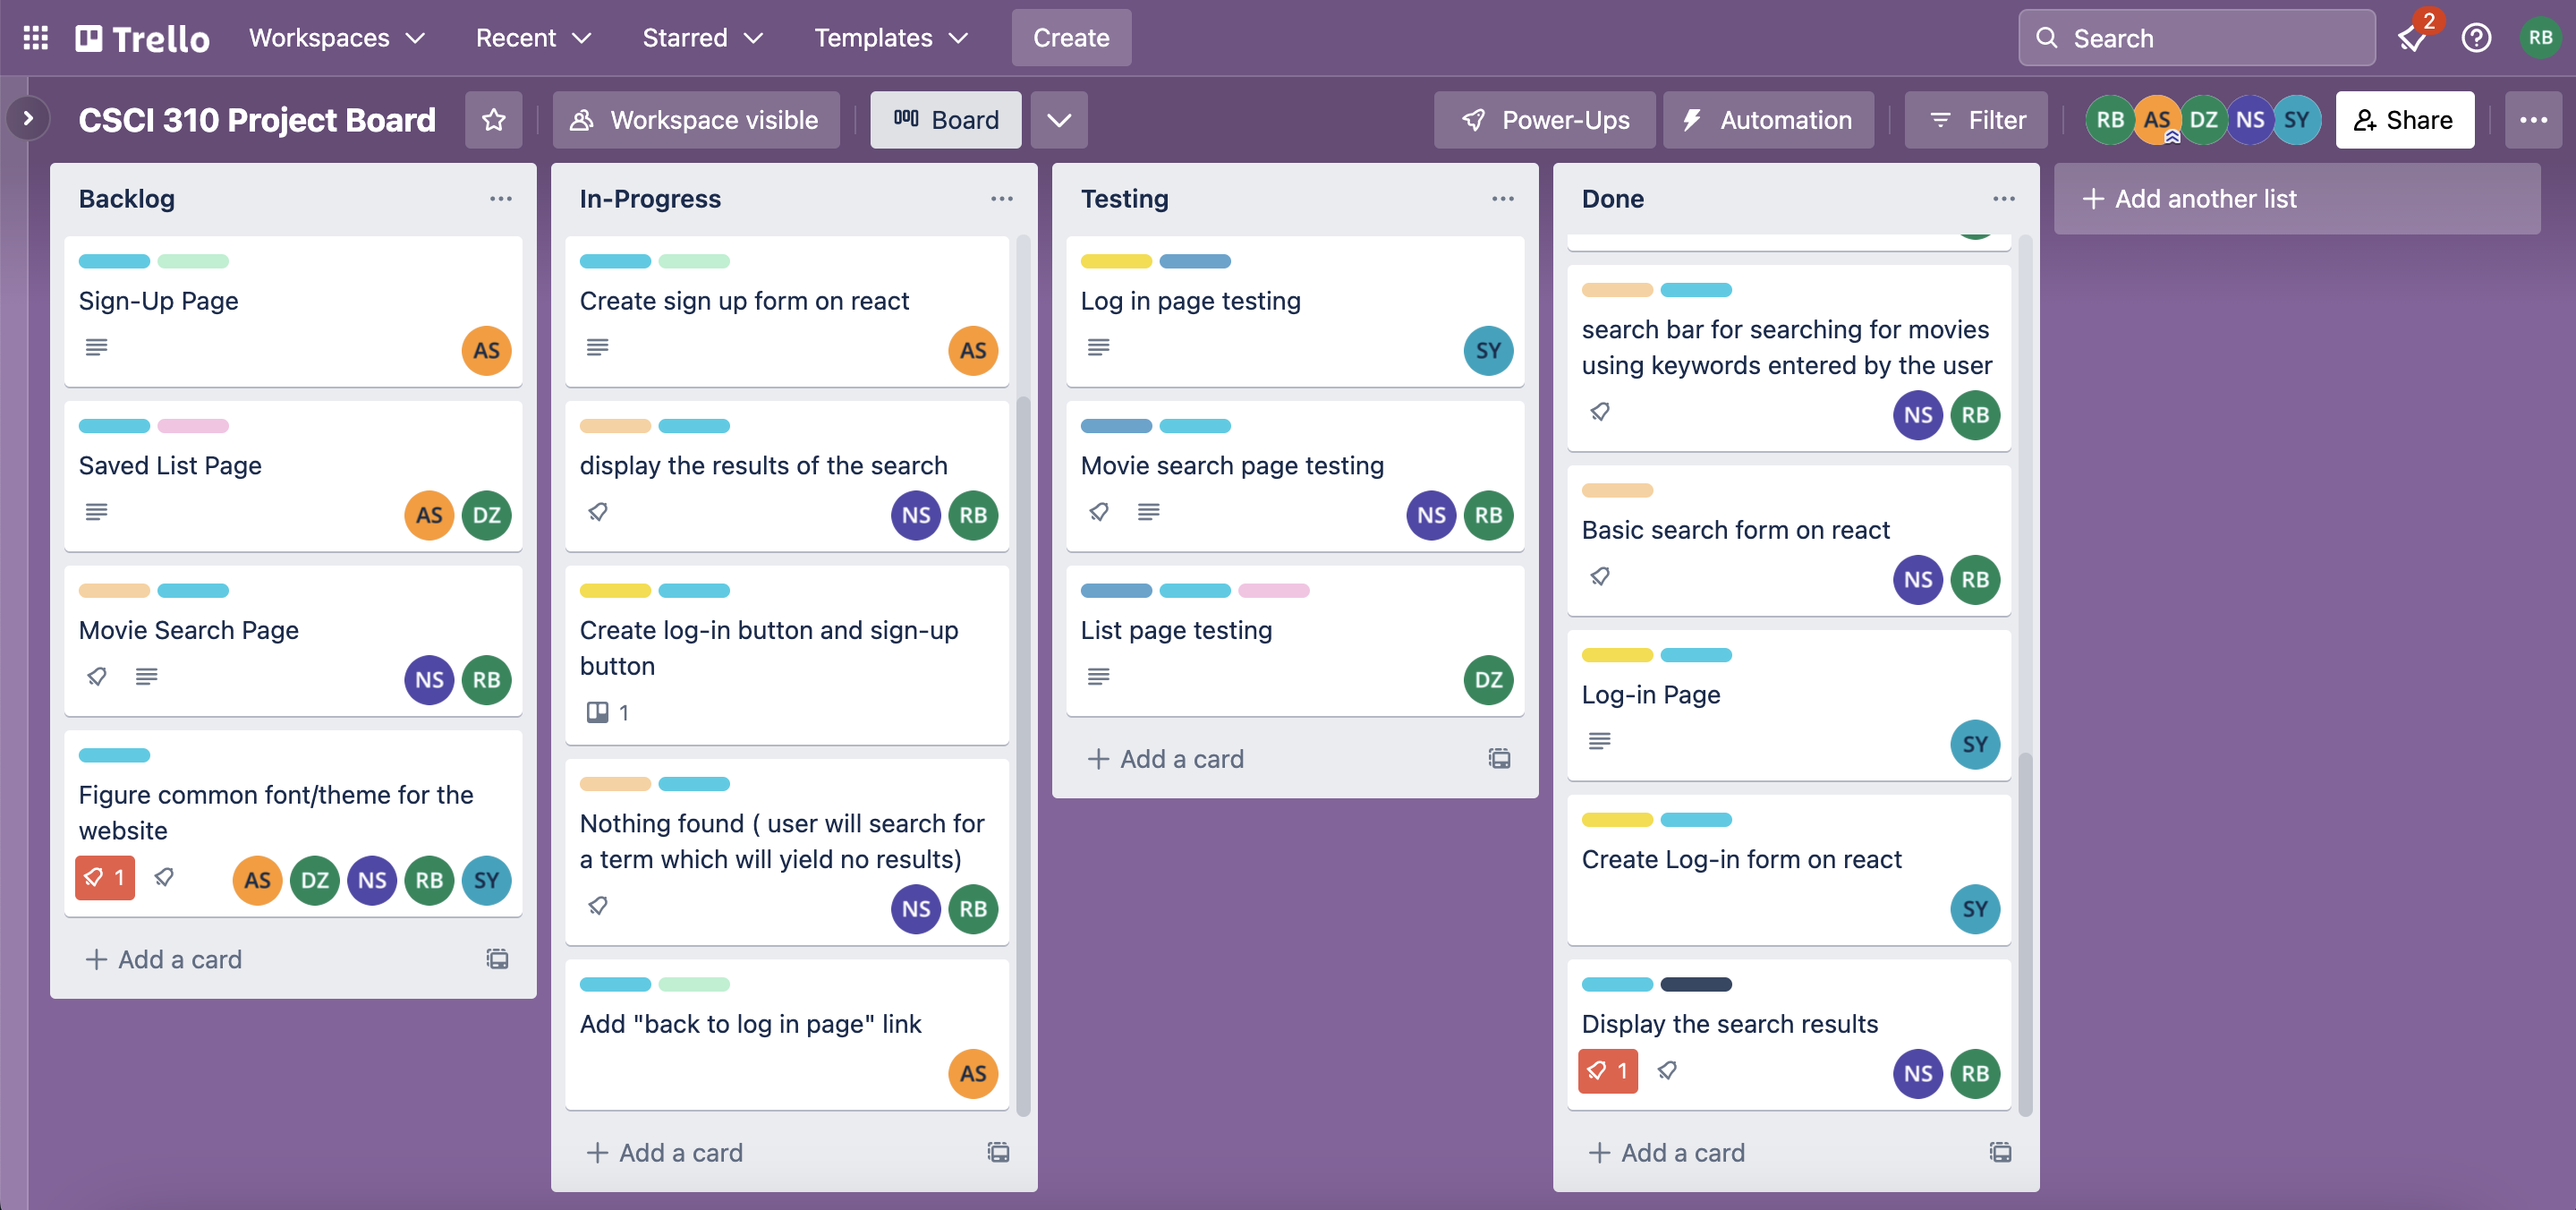 Trello
Workspaces
Recent
Starred
Templates
Create
Search
2
RB
CSCI 310 Project Board
Workspace visible
Board
Power-Ups
Automation
Filter
RB
AS
DZ
NS
SY
Share
Backlog
Sign-Up Page
AS
Saved List Page
AS
DZ
Movie Search Page
NS
RB
Figure common font/theme for the
website
1
AS
DZ
NS
RB
SY
+ Add a card
In-Progress
Create sign up form on react
AS
display the results of the search
NS
RB
Create log-in button and sign-up
button
1
Nothing found ( user will search for
a term which will yield no results)
NS
RB
Add "back to log in page" link
AS
+ Add a card
Testing
Log in page testing
SY
Movie search page testing
NS
RB
List page testing
DZ
+ Add a card
Done
search bar for searching for movies
using keywords entered by the user
NS
RB
Basic search form on react
NS
RB
Log-in Page
SY
Create Log-in form on react
SY
Display the search results
1
NS
RB
+ Add a card
+ Add another list